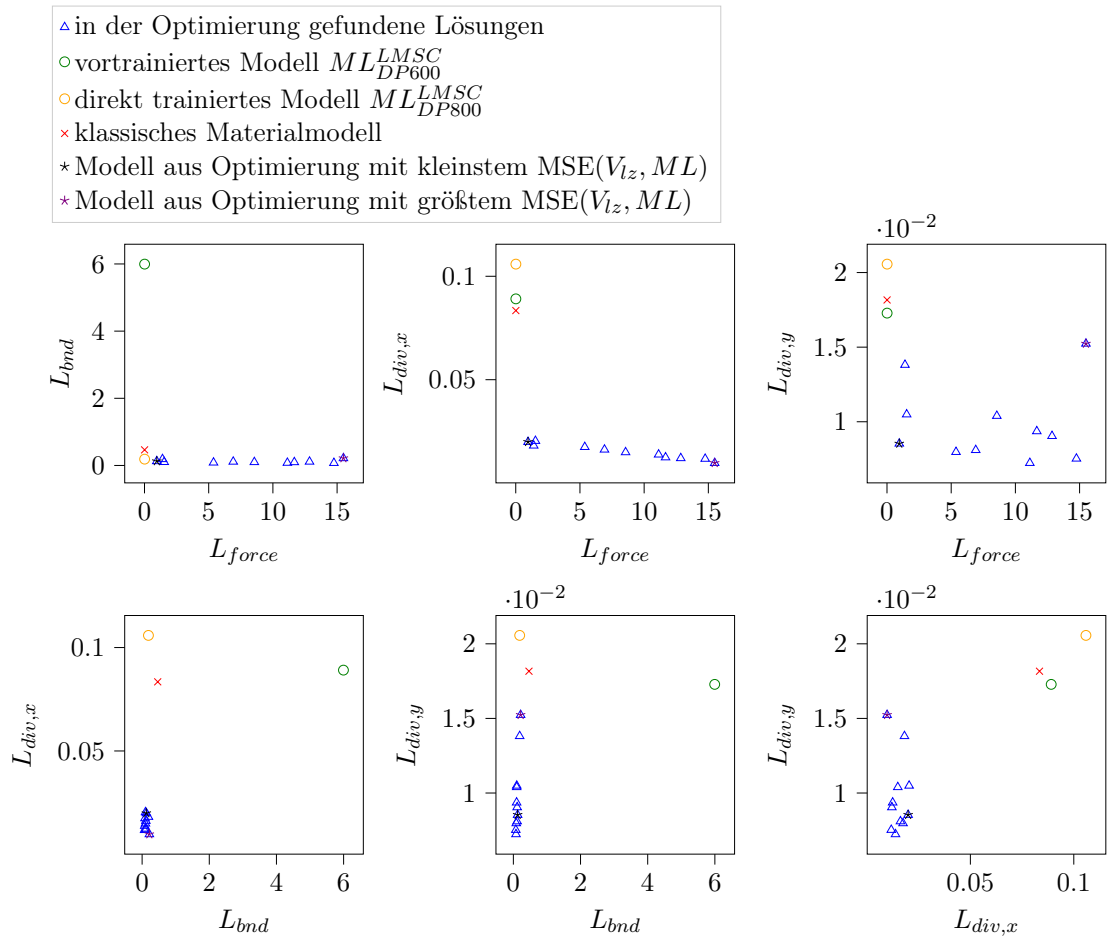 in der Optimierung gefundene Lösungen
vortrainiertes Modell $ML_{DP600}^{LMSC}$
direkt trainiertes Modell $ML_{DP800}^{LMSC}$
klassisches Materialmodell
Modell aus Optimierung mit kleinstem MSE($V_{lz}, ML$)
Modell aus Optimierung mit größtem MSE($V_{lz}, ML$)
6
4
2
0
$L_{bnd}$
0 5 10 15
$L_{force}$
0.1
0.05
$L_{div,x}$
0 5 10 15
$L_{force}$
$\cdot 10^{-2}$
2
1.5
1
$L_{div,y}$
0 5 10 15
$L_{force}$
0.1
0.05
$L_{div,x}$
0 2 4 6
$L_{bnd}$
$\cdot 10^{-2}$
2
1.5
1
$L_{div,y}$
0 2 4 6
$L_{bnd}$
$\cdot 10^{-2}$
2
1.5
1
$L_{div,y}$
0.05 0.1
$L_{div,x}$